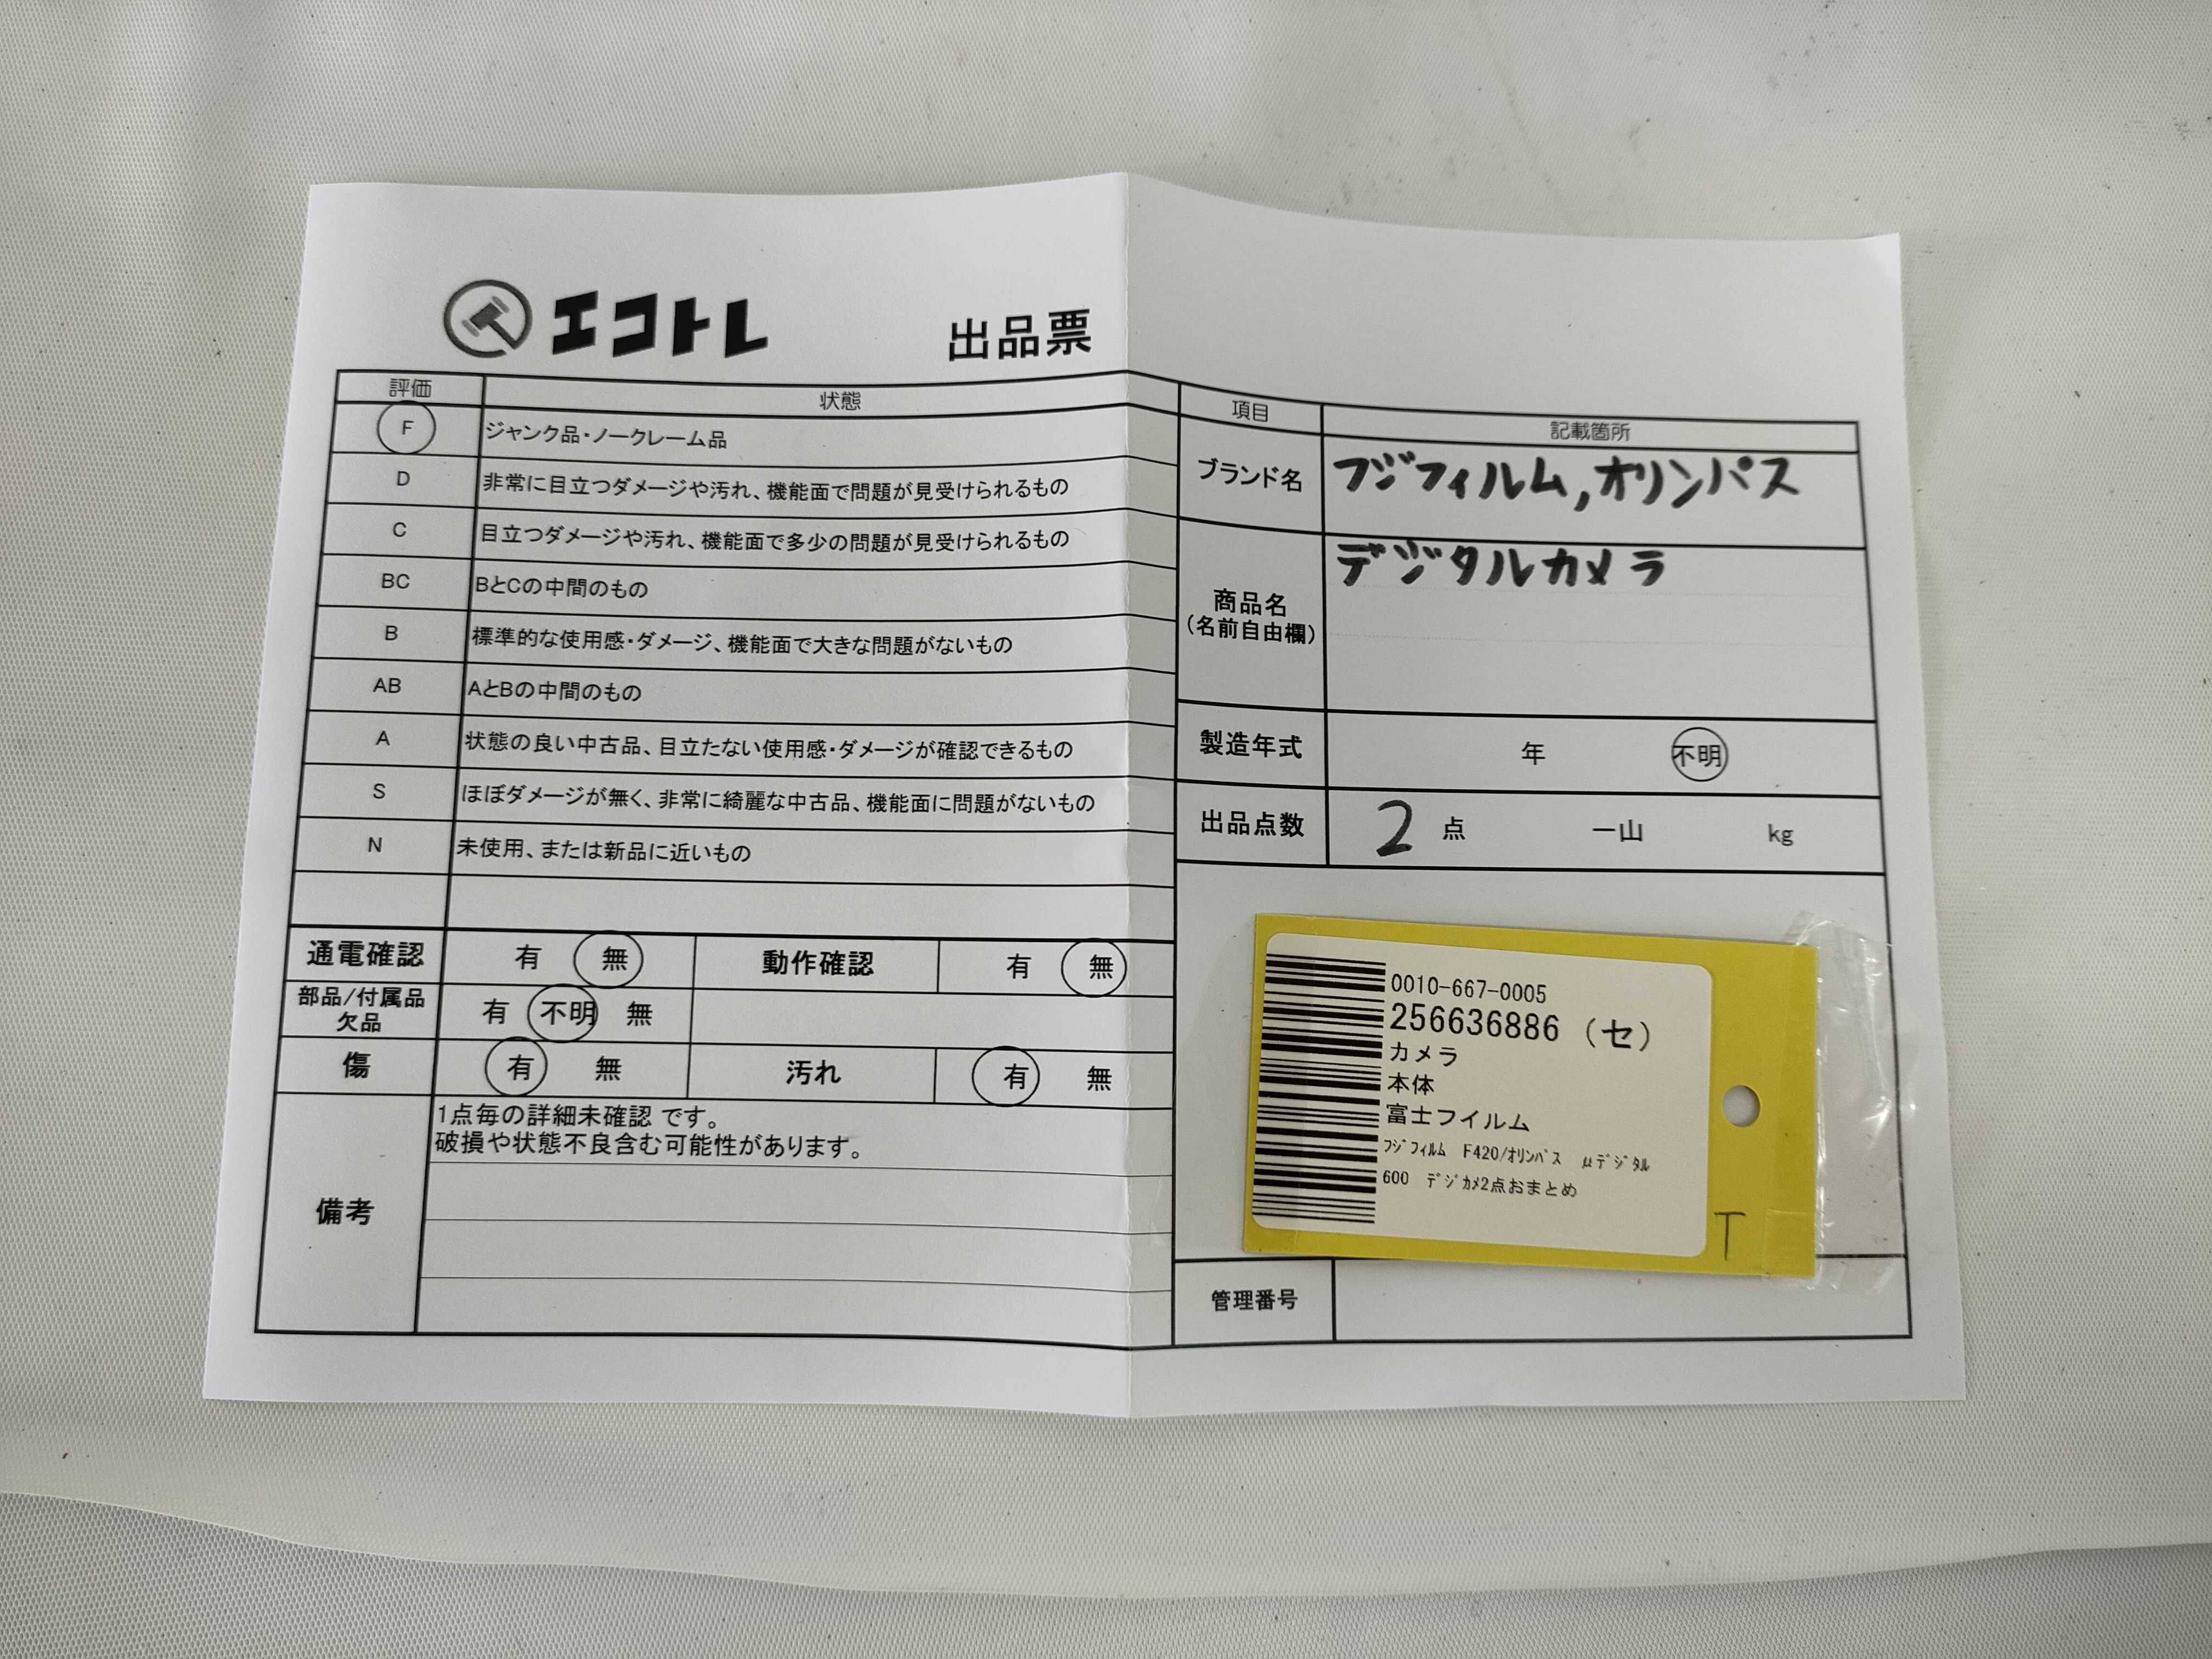 エコトレ
出品票
評価 状態
F ジャンク品・ノークレーム品
D 非常に目立つダメージや汚れ、機能面で問題が見受けられるもの
C 目立つダメージや汚れ、機能面で多少の問題が見受けられるもの
BC BとCの中間のもの
B 標準的な使用感・ダメージ、機能面で大きな問題がないもの
AB AとBの中間のもの
A 状態の良い中古品、目立たない使用感・ダメージが確認できるもの
S ほぼダメージが無く、非常に綺麗な中古品、機能面に問題がないもの
N 未使用、または新品に近いもの
通電確認 有 無 動作確認 有 無
部品/付属品
欠品
有 不明 無
傷 有 無 汚れ 有 無
備考
1点毎の詳細未確認 です。
破損や状態不良含む可能性があります。
項目 記載箇所
ブランド名 フジフィルム,オリンパス
商品名
(名前自由欄)
デジタルカメラ
製造年式 年 不明
出品点数 2 点 一山 kg
0010-667-0005
256636886 (セ)
カメラ
本体
富士フイルム
フジフィルム F420/オリンパス μデジタル
600 デジカメ2点おまとめ
T
管理番号